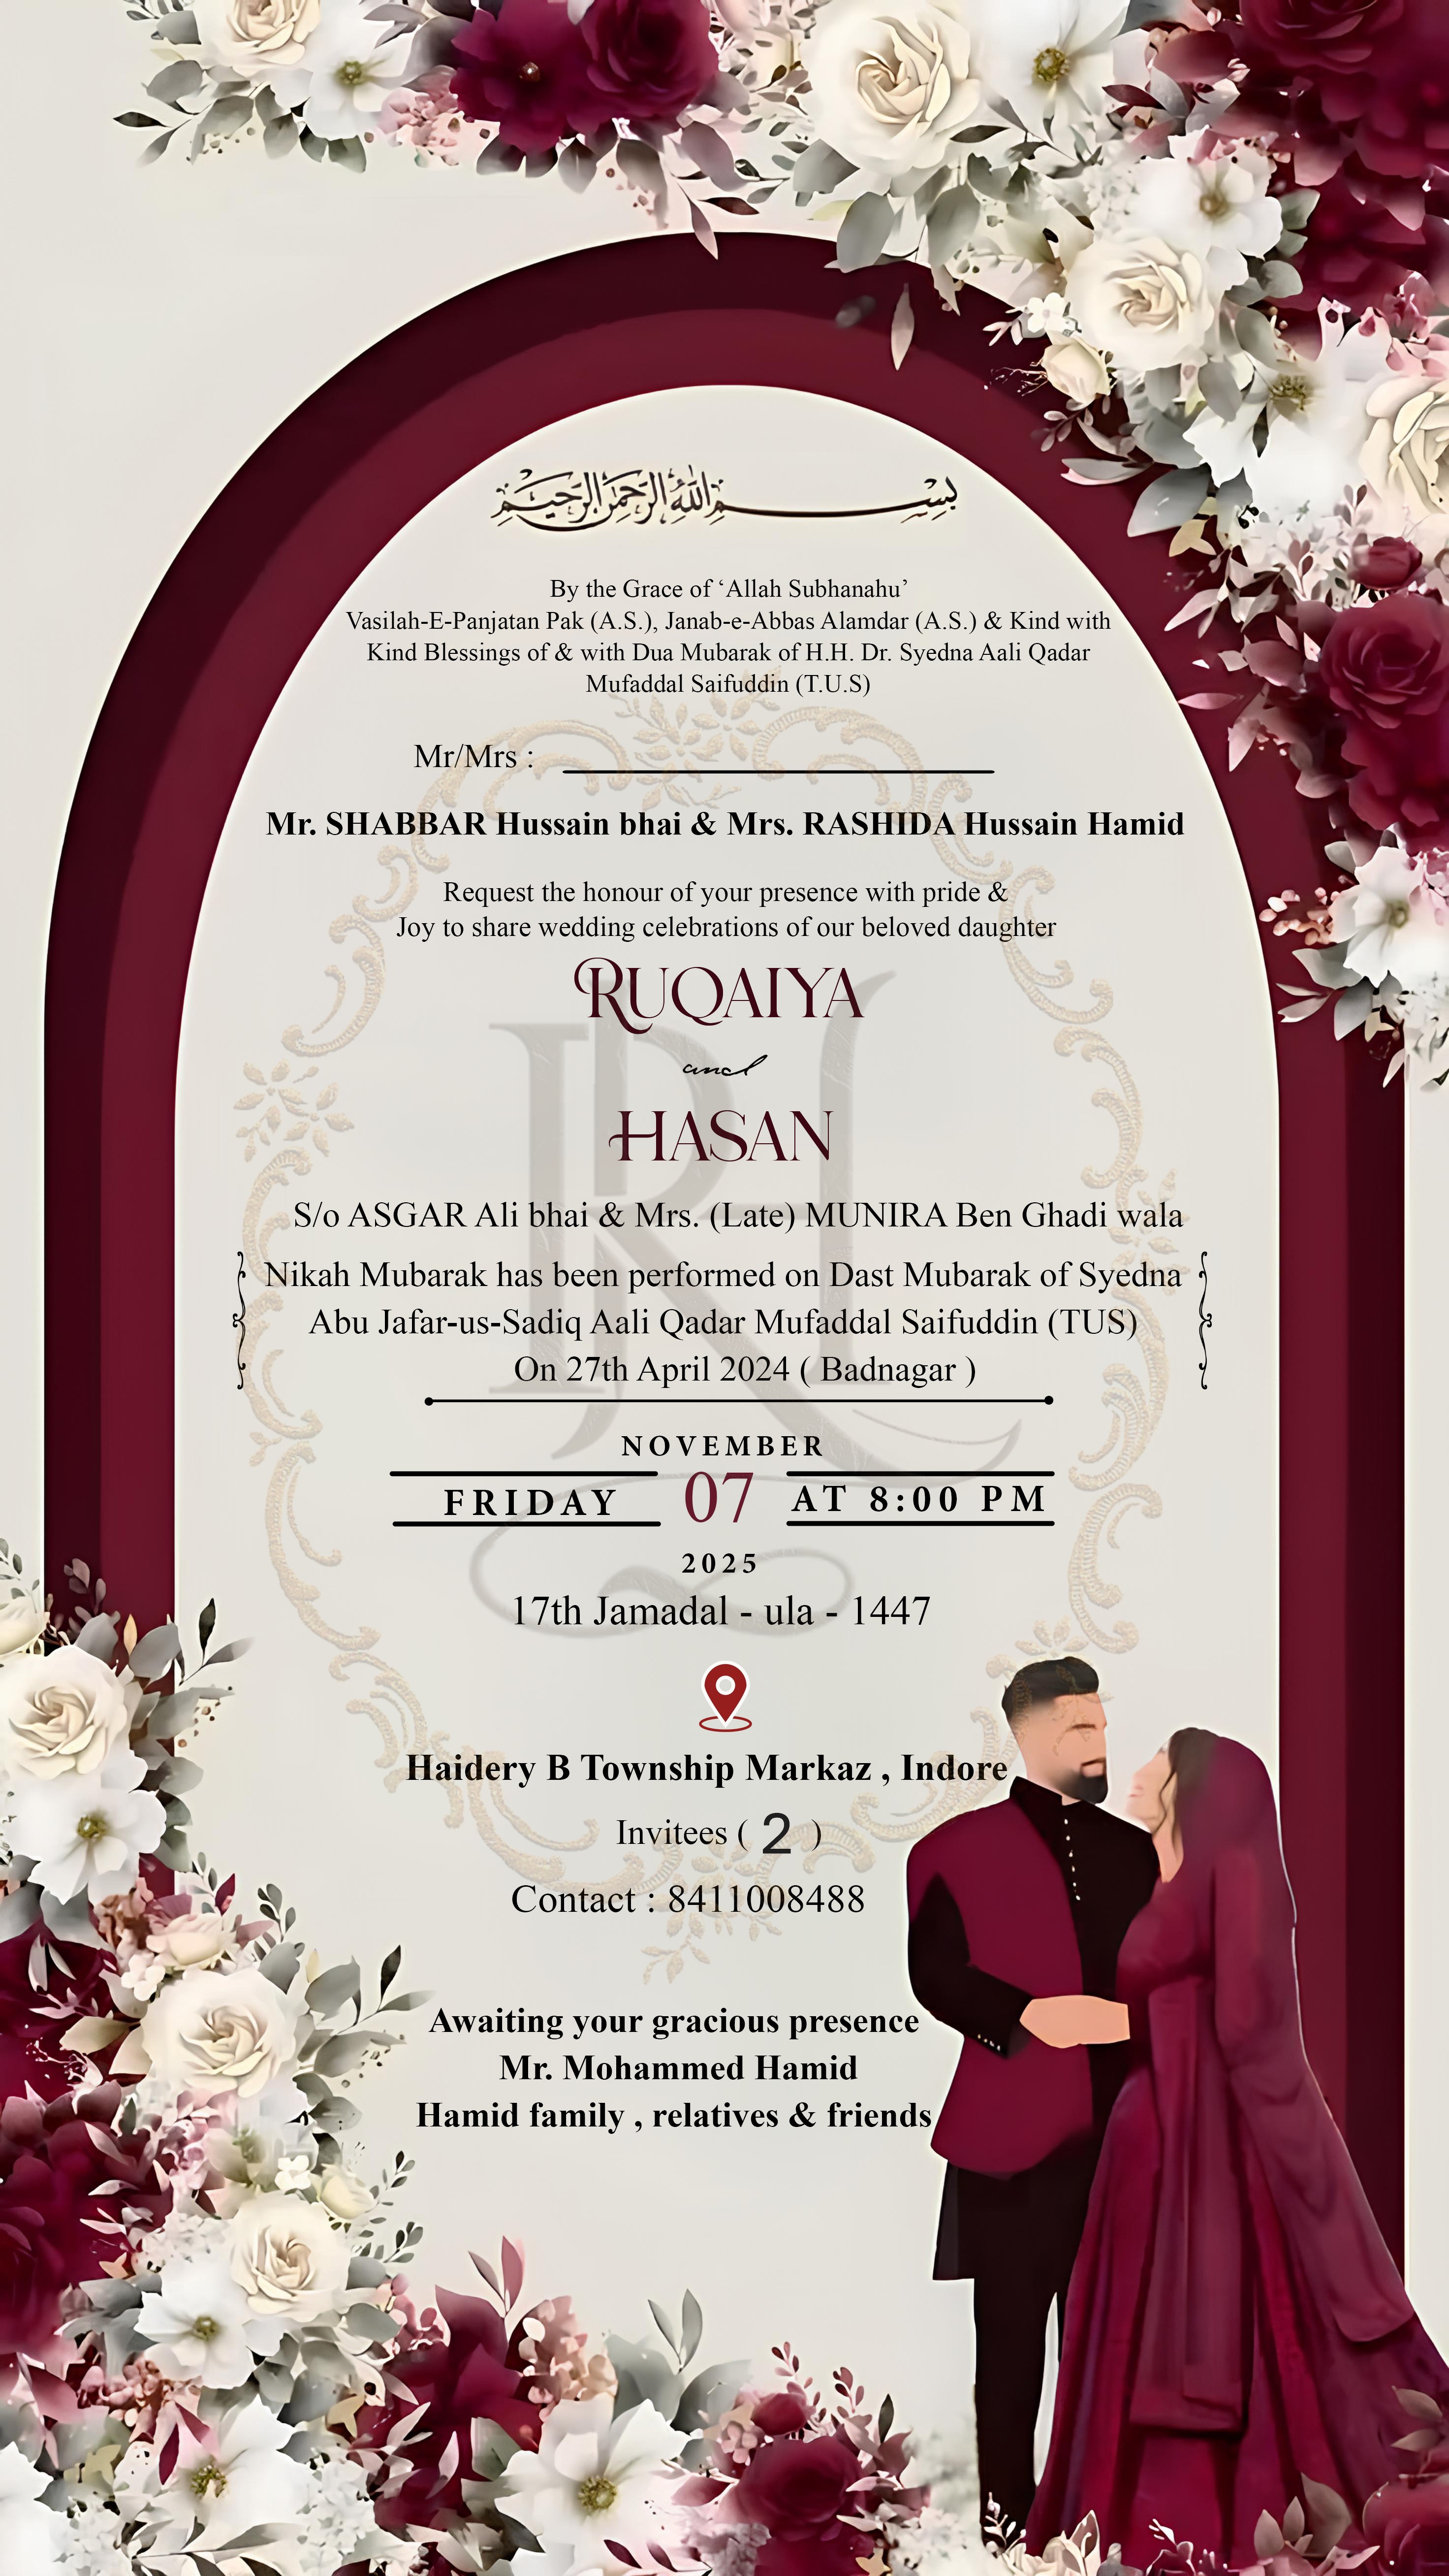 بسم الله الرحمن الرحيم
By the Grace of ‘Allah Subhanahu’
Vasilah-E-Panjatan Pak (A.S.), Janab-e-Abbas Alamdar (A.S.) & Kind with
Kind Blessings of & with Dua Mubarak of H.H. Dr. Syedna Aali Qadar
Mufaddal Saifuddin (T.U.S)
Mr/Mrs :
Mr. SHABBAR Hussain bhai & Mrs. RASHIDA Hussain Hamid
Request the honour of your presence with pride &
Joy to share wedding celebrations of our beloved daughter
RUQAIYA
and
HASAN
S/o ASGAR Ali bhai & Mrs. (Late) MUNIRA Ben Ghadi wala
Nikah Mubarak has been performed on Dast Mubarak of Syedna
Abu Jafar-us-Sadiq Aali Qadar Mufaddal Saifuddin (TUS)
On 27th April 2024 ( Badnagar )
NOVEMBER
FRIDAY 07 AT 8:00 PM
2025
17th Jamadal - ula - 1447
Haidery B Township Markaz , Indore
Invitees ( 2 )
Contact : 8411008488
Awaiting your gracious presence
Mr. Mohammed Hamid
Hamid family , relatives & friends
RH